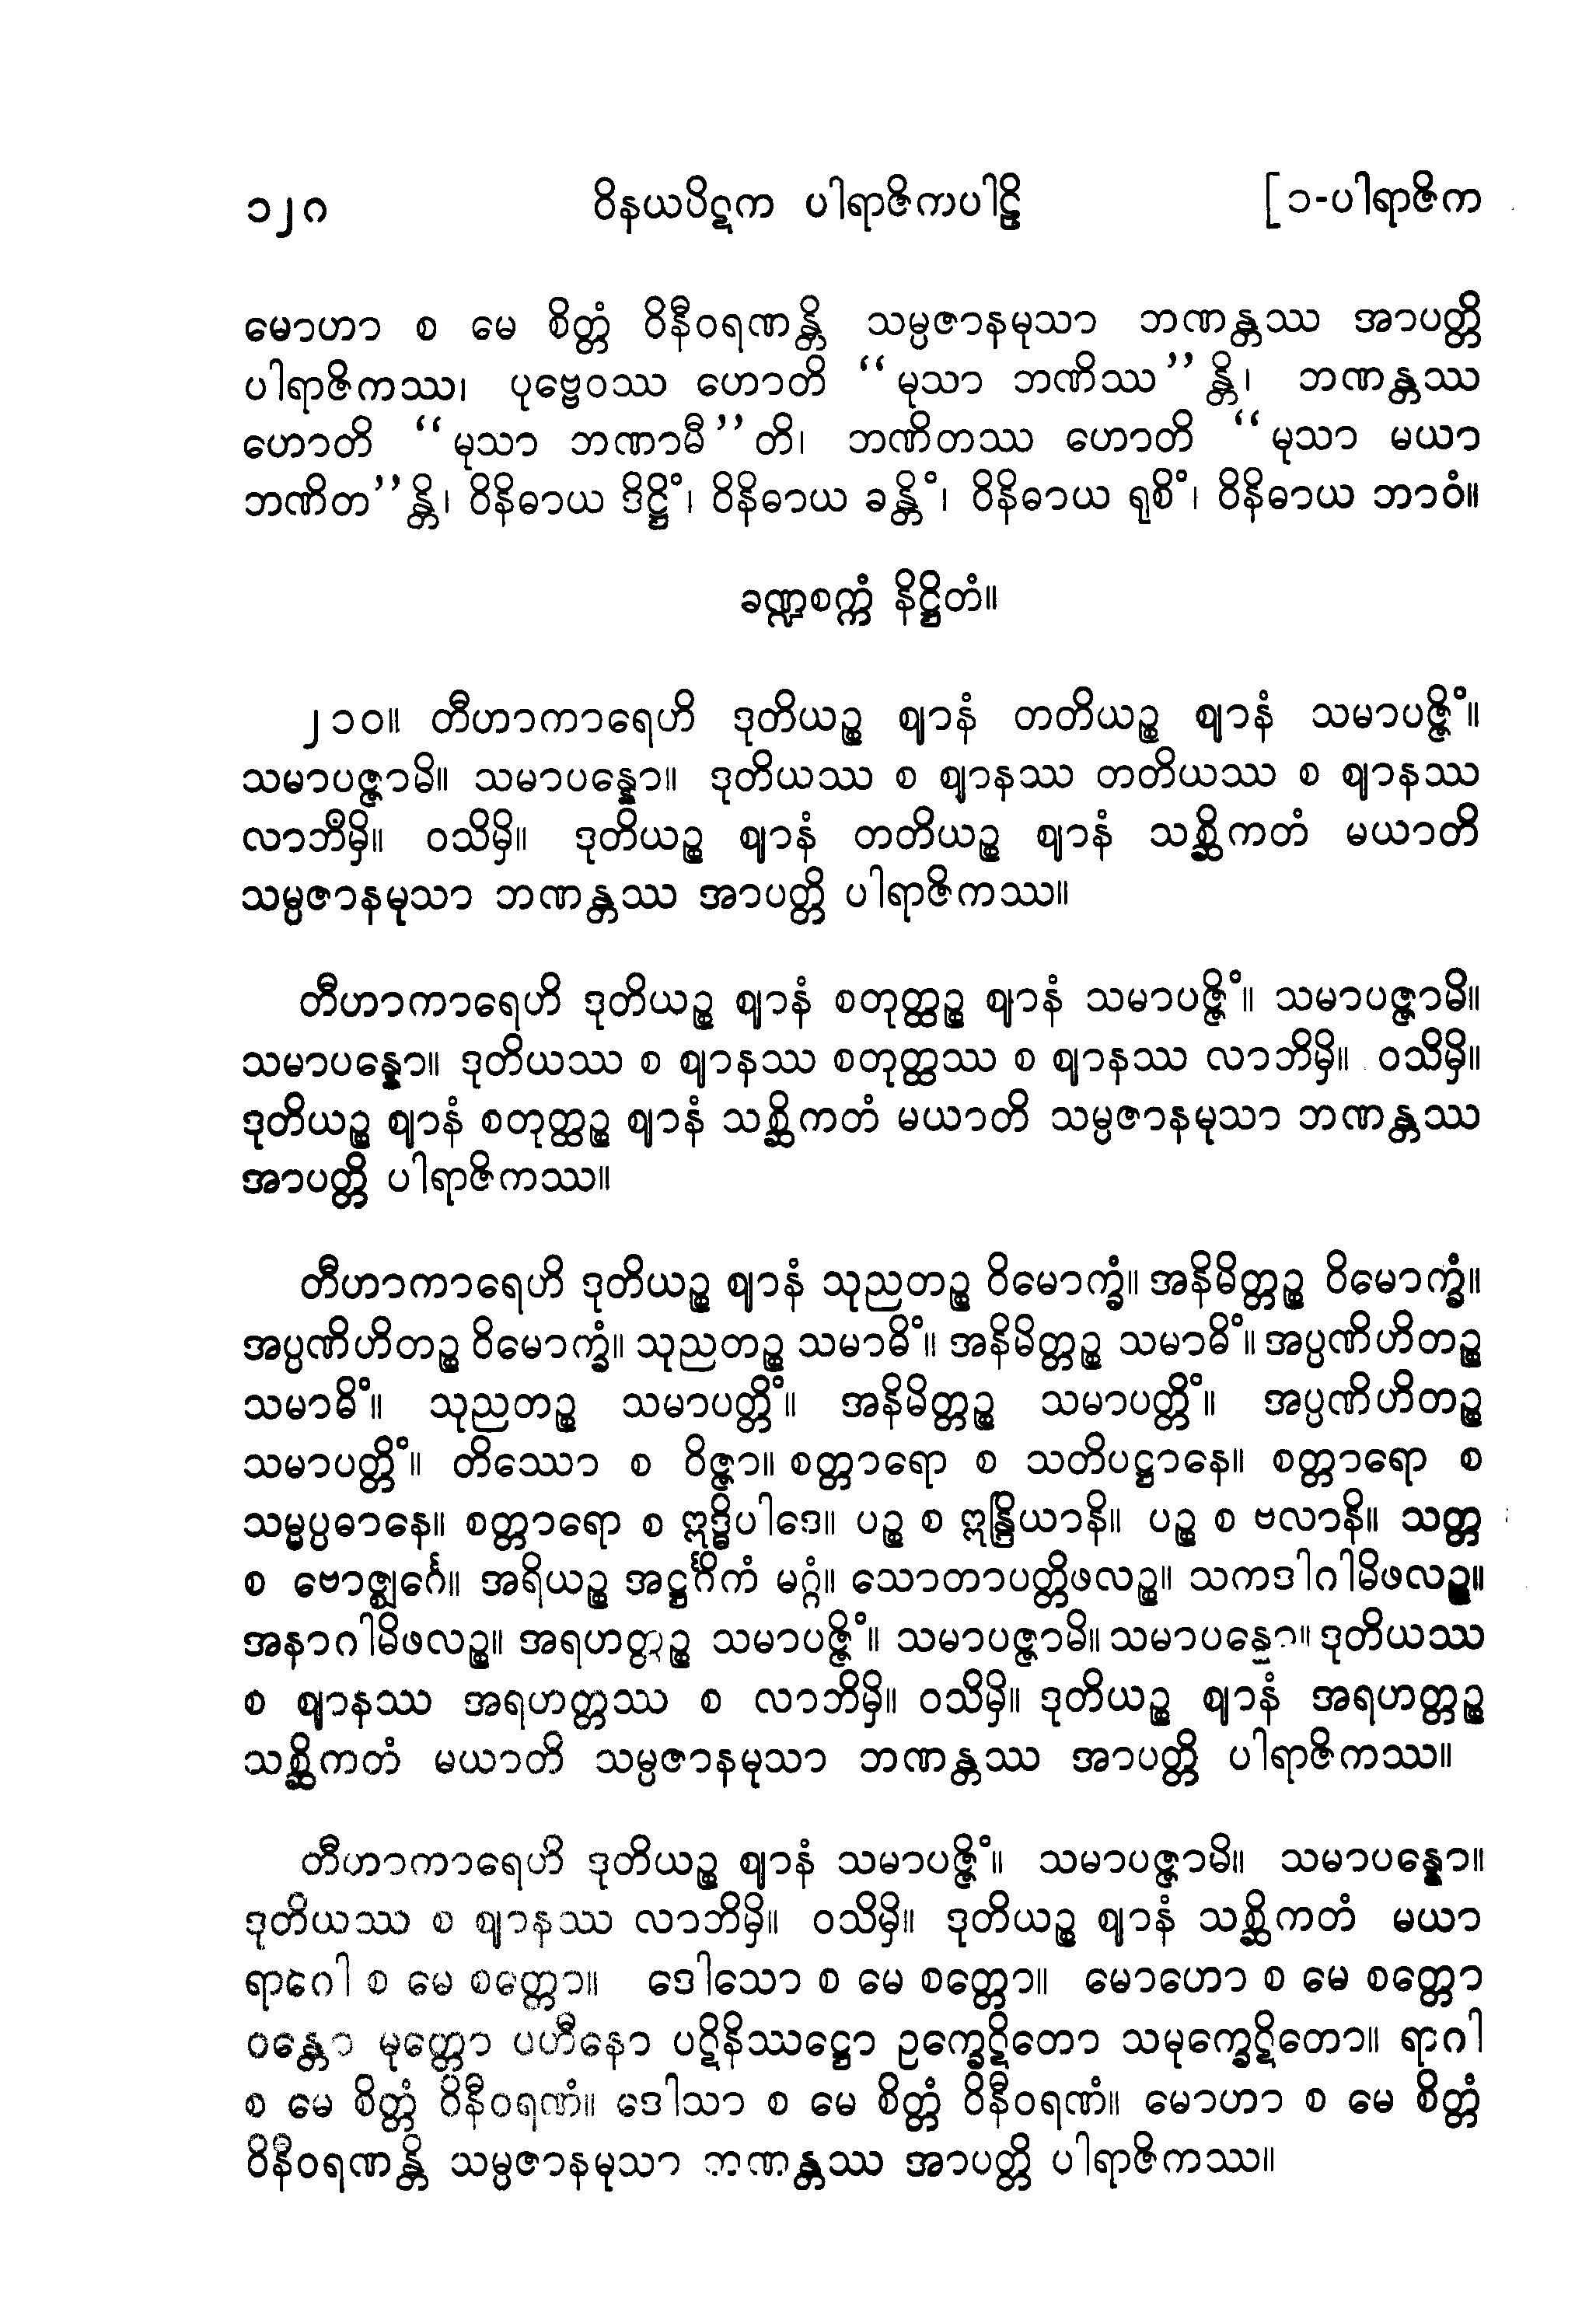 ၁၂၈ ဝိနယပိဋက ပါရာဇိကပါဠိ [၁-ပါရာဇိက
မောဟာ စ မေ စိတ္တံ ဝိနီဝရဏန္တိ သမ္ပဇာနမုသာ ဘဏန္တဿ အာပတ္တိ
ပါရာဇိကဿ၊ ပုဗ္ဗေဝဿ ဟောတိ “မုသာ ဘဏိဿ”န္တိ၊ ဘဏန္တဿ
ဟောတိ “မုသာ ဘဏာမီ”တိ၊ ဘဏိတဿ ဟောတိ “မုသာ မယာ
ဘဏိတ”န္တိ၊ ဝိနိဓာယ ဒိဋ္ဌိံ၊ ဝိနိဓာယ ခန္တိံ၊ ဝိနိဓာယ ရုစိံ၊ ဝိနိဓာယ ဘာဝံ။
ခဏ္ဍစက္ကံ နိဋ္ဌိတံ။
၂၁၀။ တီဟာကာရေဟိ ဒုတိယဉ္စ ဈာနံ တတိယဉ္စ ဈာနံ သမာပဇ္ဇိံ။
သမာပဇ္ဇာမိ။ သမာပန္နော။ ဒုတိယဿ စ ဈာနဿ တတိယဿ စ ဈာနဿ
လာဘီမှိ။ ဝသီမှိ။ ဒုတိယဉ္စ ဈာနံ တတိယဉ္စ ဈာနံ သစ္ဆိကတံ မယာတိ
သမ္ပဇာနမုသာ ဘဏန္တဿ အာပတ္တိ ပါရာဇိကဿ။
တီဟာကာရေဟိ ဒုတိယဉ္စ ဈာနံ စတုတ္ထဉ္စ ဈာနံ သမာပဇ္ဇိံ။ သမာပဇ္ဇာမိ။
သမာပန္နော။ ဒုတိယဿ စ ဈာနဿ စတုတ္ထဿ စ ဈာနဿ လာဘိမှိ။ ဝသိမှိ။
ဒုတိယဉ္စ ဈာနံ စတုတ္ထဉ္စ ဈာနံ သစ္ဆိကတံ မယာတိ သမ္ပဇာနမုသာ ဘဏန္တဿ
အာပတ္တိ ပါရာဇိကဿ။
တီဟာကာရေဟိ ဒုတိယဉ္စ ဈာနံ သုညတဉ္စ ဝိမောက္ခံ။ အနိမိတ္တဉ္စ ဝိမောက္ခံ။
အပ္ပဏိဟိတဉ္စ ဝိမောက္ခံ။ သုညတဉ္စ သမာဓိံ။ အနိမိတ္တဉ္စ သမာဓိံ။ အပ္ပဏိဟိတဉ္စ
သမာဓိံ။ သုညတဉ္စ သမာပတ္တိံ။ အနိမိတ္တဉ္စ သမာပတ္တိံ။ အပ္ပဏိဟိတဉ္စ
သမာပတ္တိံ။ တိဿော စ ဝိဇ္ဇာ။ စတ္တာရော စ သတိပဋ္ဌာနေ။ စတ္တာရော စ
သမ္မပ္ပဓာနေ။ စတ္တာရော စ ဣဒ္ဓိပါဒေ။ ပဉ္စ စ ဣန္ဒြိယာနိ။ ပဉ္စ စ ဗလာနိ။ သတ္တ
စ ဗောဇ္ဈင်္ဂေ။ အရိယဉ္စ အဋ္ဌင်္ဂိကံ မဂ္ဂံ။ သောတာပတ္တိဖလဉ္စ။ သကဒါဂါမိဖလဉ္စ။
အနာဂါမိဖလဉ္စ။ အရဟတ္တဉ္စ သမာပဇ္ဇိံ။ သမာပဇ္ဇာမိ။ သမာပန္နော။ ဒုတိယဿ
စ ဈာနဿ အရဟတ္တဿ စ လာဘိမှိ။ ဝသိမှိ။ ဒုတိယဉ္စ ဈာနံ အရဟတ္တဉ္စ
သစ္ဆိကတံ မယာတိ သမ္ပဇာနမုသာ ဘဏန္တဿ အာပတ္တိ ပါရာဇိကဿ။
တီဟာကာရေဟိ ဒုတိယဉ္စ ဈာနံ သမာပဇ္ဇိံ။ သမာပဇ္ဇာမိ။ သမာပန္နော။
ဒုတိယဿ စ ဈာနဿ လာဘိမှိ။ ဝသိမှိ။ ဒုတိယဉ္စ ဈာနံ သစ္ဆိကတံ မယာ
ရာဂေါ စ မေ စတ္တော။ ဒေါသော စ မေ စတ္တော။ မောဟော စ မေ စတ္တော
ဝန္တော မုတ္တော ပဟီနော ပဋိနိဿဋ္ဌော ဥက္ခေဋိတော သမုက္ခေဋိတော။ ရာဂါ
စ မေ စိတ္တံ ဝိနီဝရဏံ။ ဒေါသာ စ မေ စိတ္တံ ဝိနီဝရဏံ။ မောဟာ စ မေ စိတ္တံ
ဝိနီဝရဏန္တိ သမ္ပဇာနမုသာ ဘဏန္တဿ အာပတ္တိ ပါရာဇိကဿ။